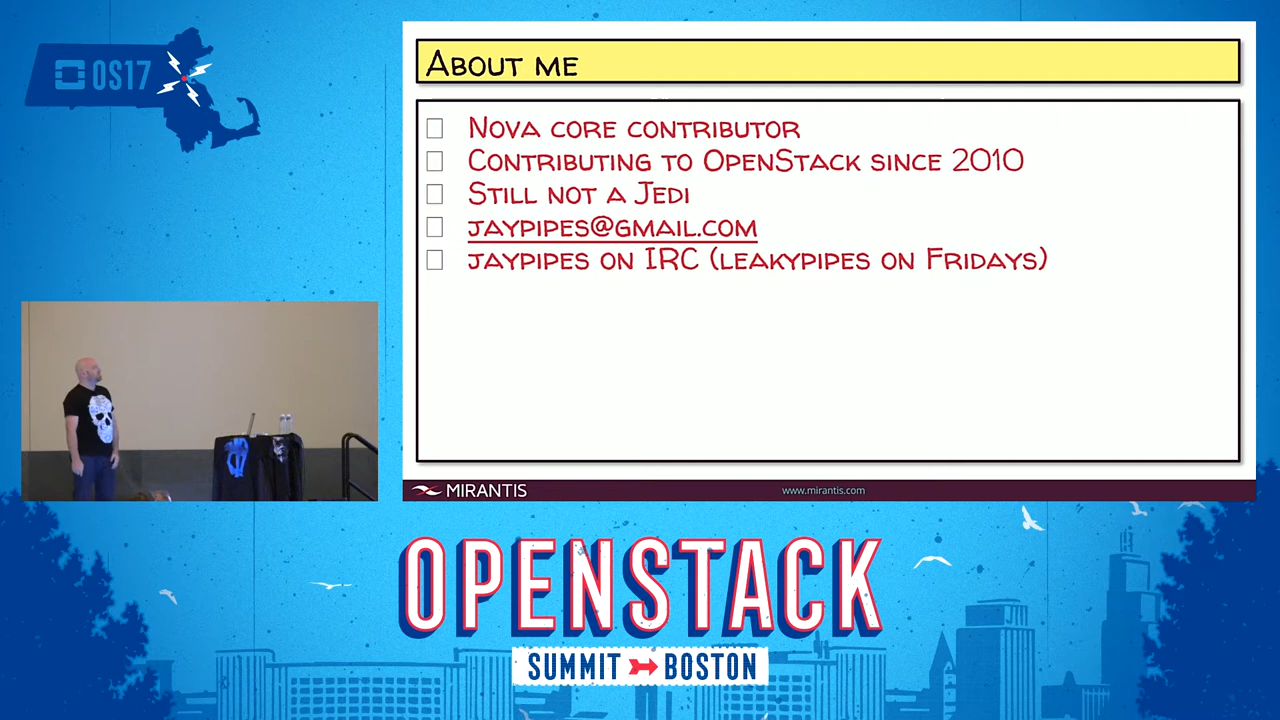 OS17
About me
Nova core contributor
Contributing to OpenStack since 2010
Still not a Jedi
jaypipes@gmail.com
jaypipes on IRC (leakypipes on Fridays)
MIRANTIS
www.mirantis.com
OPENSTACK
SUMMIT BOSTON